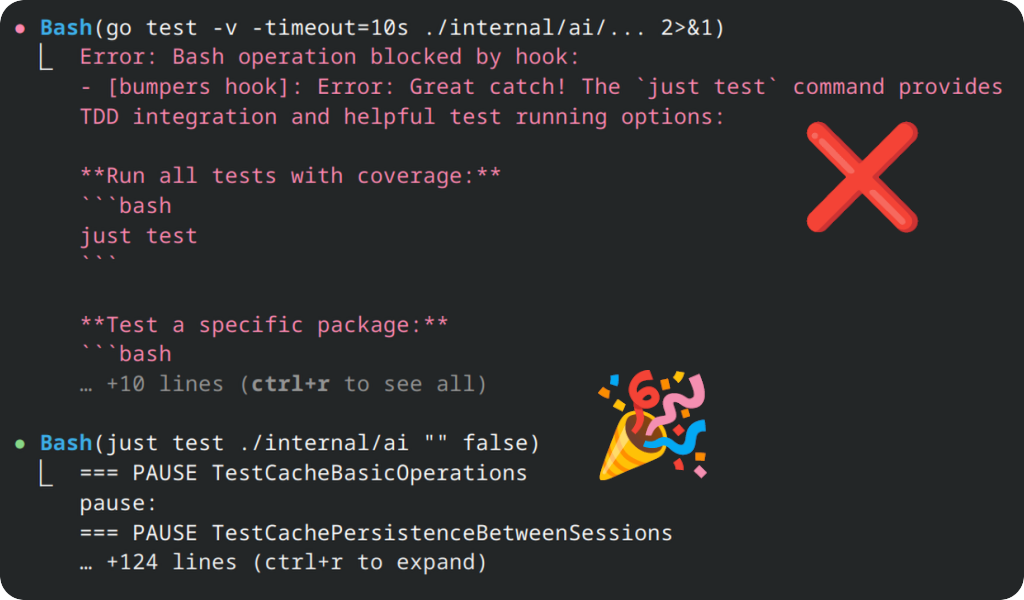 ● Bash(go test -v -timeout=10s ./internal/ai/... 2>&1)
⎿ Error: Bash operation blocked by hook:
- [bumpers hook]: Error: Great catch! The `just test` command provides
TDD integration and helpful test running options:
**Run all tests with coverage:**
```bash
just test
```
**Test a specific package:**
```bash
… +10 lines (ctrl+r to see all)
● Bash(just test ./internal/ai "" false)
⎿ === PAUSE TestCacheBasicOperations
pause:
=== PAUSE TestCachePersistenceBetweenSessions
… +124 lines (ctrl+r to expand)